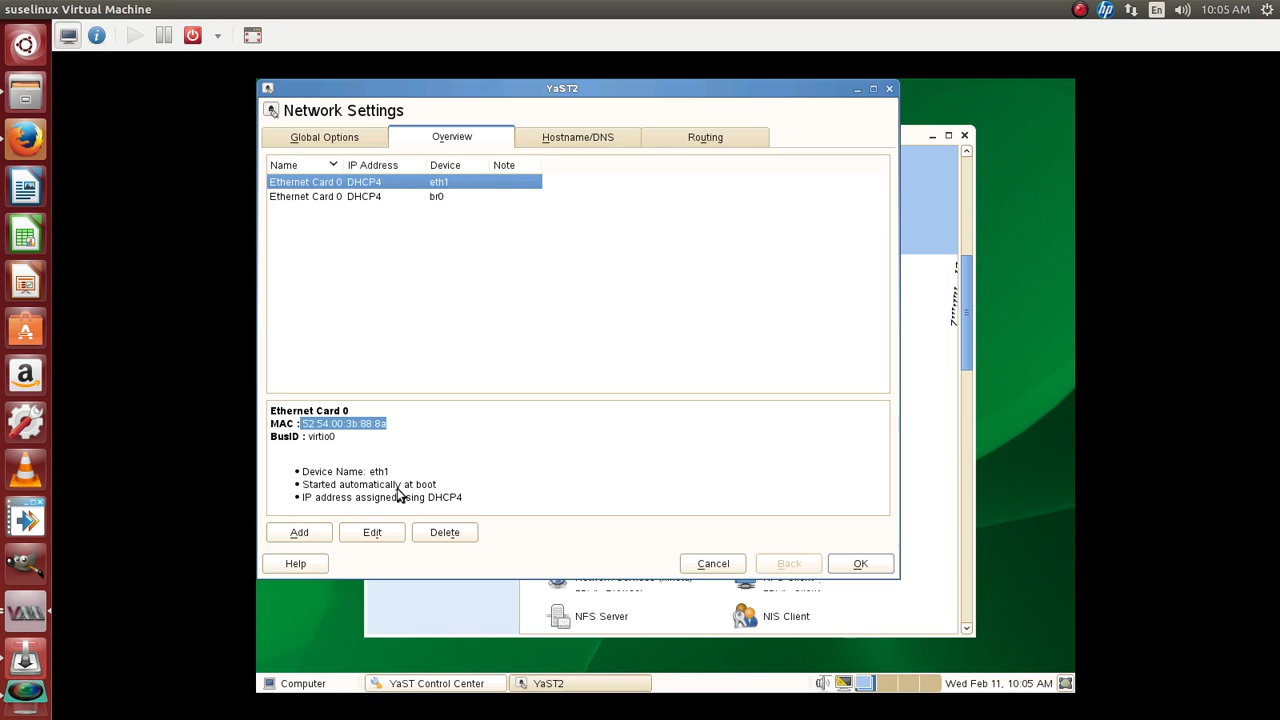 suselinux Virtual Machine
En
10:05 AM
YaST2
Network Settings
Global Options
Overview
Hostname/DNS
Routing
Name
IP Address
Device
Note
Ethernet Card 0 DHCP4 eth1
Ethernet Card 0 DHCP4 br0
Ethernet Card 0
MAC : 52:54:00:3b:88:8a
BusID : virtio0
Device Name: eth1
Started automatically at boot
IP address assigned using DHCP4
Add
Edit
Delete
Help
Cancel
Back
OK
NFS Server
NIS Client
Computer
YaST Control Center
YaST2
Wed Feb 11, 10:05 AM